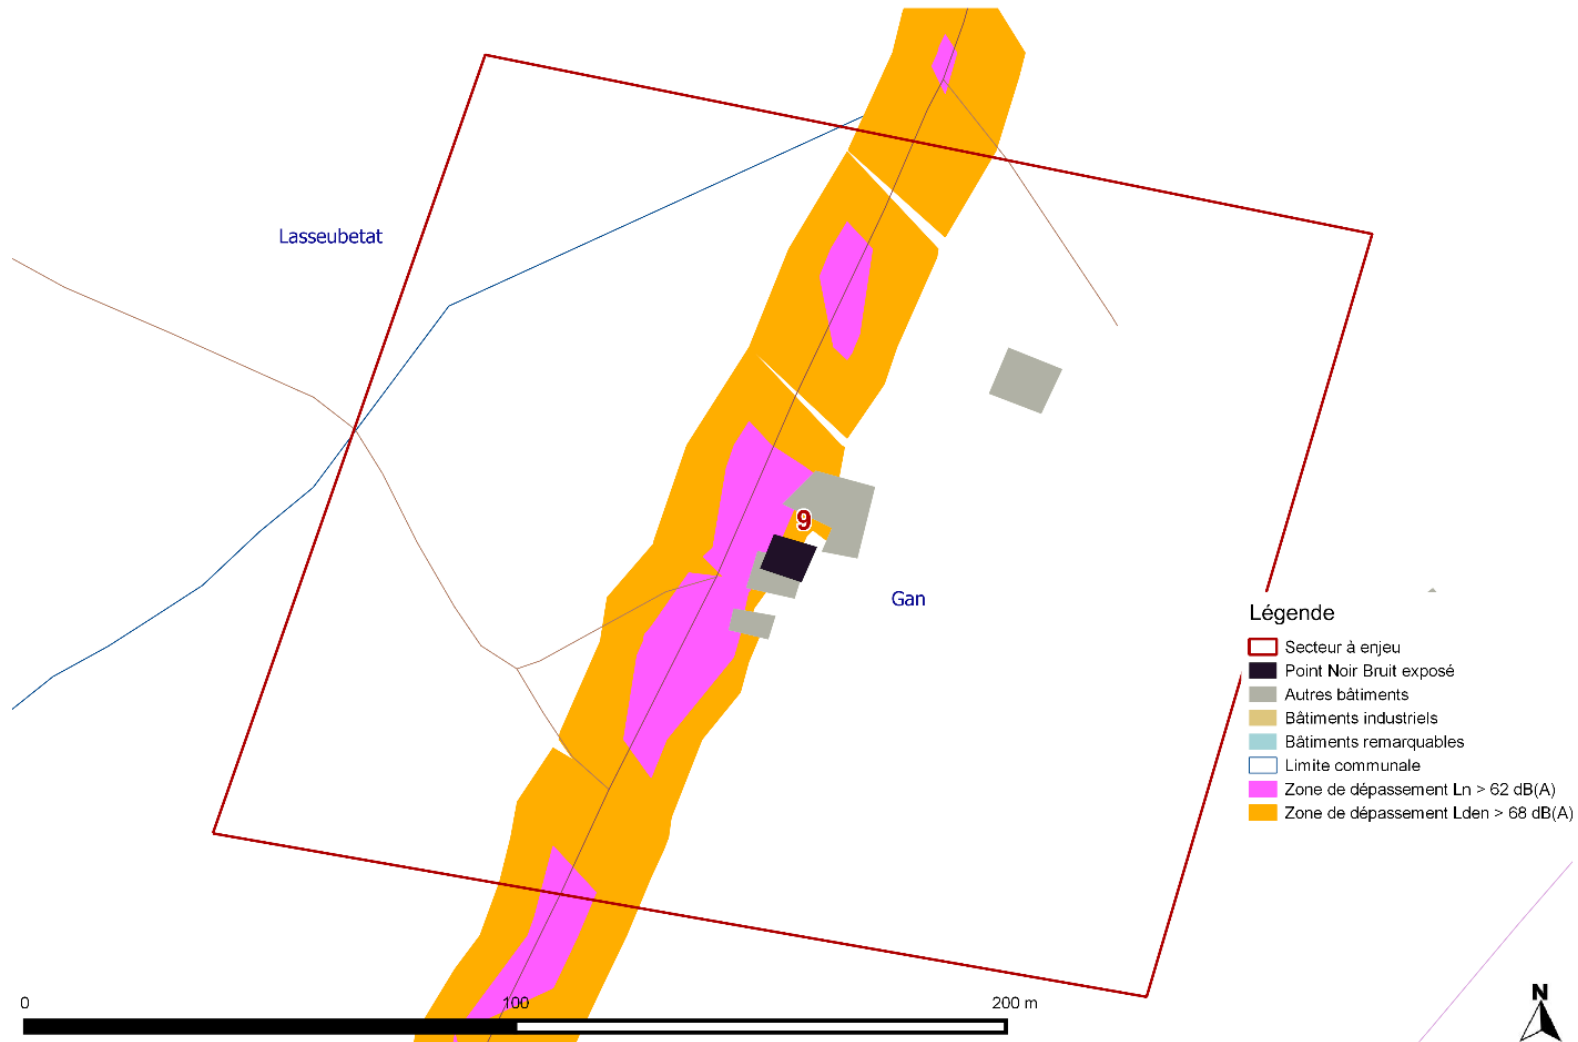 Lasseubetat
9
Gan
Légende
Secteur à enjeu
Point Noir Bruit exposé
Autres bâtiments
Bâtiments industriels
Bâtiments remarquables
Limite communale
Zone de dépassement Ln > 62 dB(A)
Zone de dépassement Lden > 68 dB(A)
0 100 200 m
N